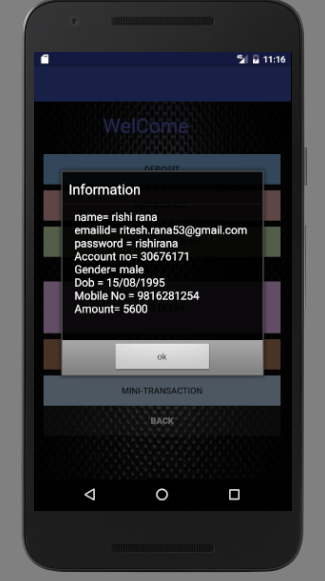 11:16
WelCome
DEPOSIT
Information
name= rishi rana
emailid= ritesh.rana53@gmail.com
password = rishirana
Account no= 30676171
Gender= male
Dob = 15/08/1995
Mobile No = 9816281254
Amount= 5600
ok
MINI-TRANSACTION
BACK